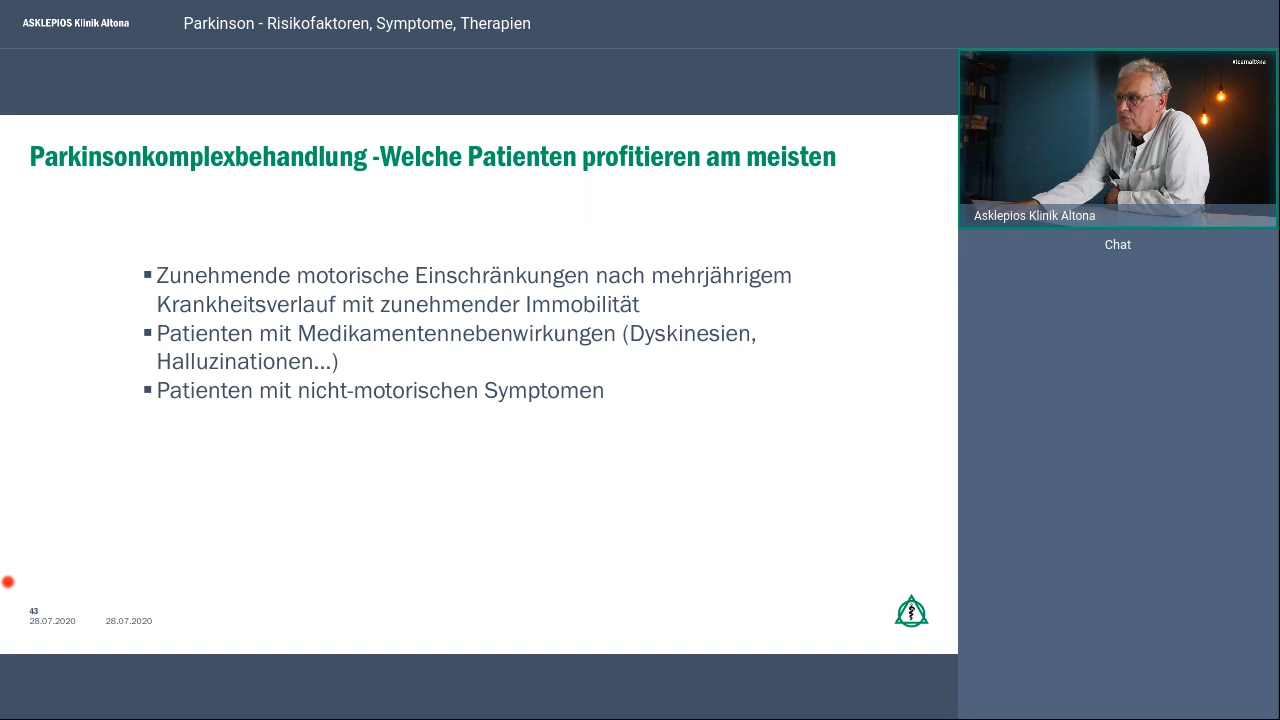 ASKLEPIOS Klinik Altona
Parkinson - Risikofaktoren, Symptome, Therapien
#teamaltona
Asklepios Klinik Altona
Chat
Parkinsonkomplexbehandlung -Welche Patienten profitieren am meisten
▪Zunehmende motorische Einschränkungen nach mehrjährigem
Krankheitsverlauf mit zunehmender Immobilität
▪Patienten mit Medikamentennebenwirkungen (Dyskinesien,
Halluzinationen...)
▪Patienten mit nicht-motorischen Symptomen
43
28.07.2020 28.07.2020